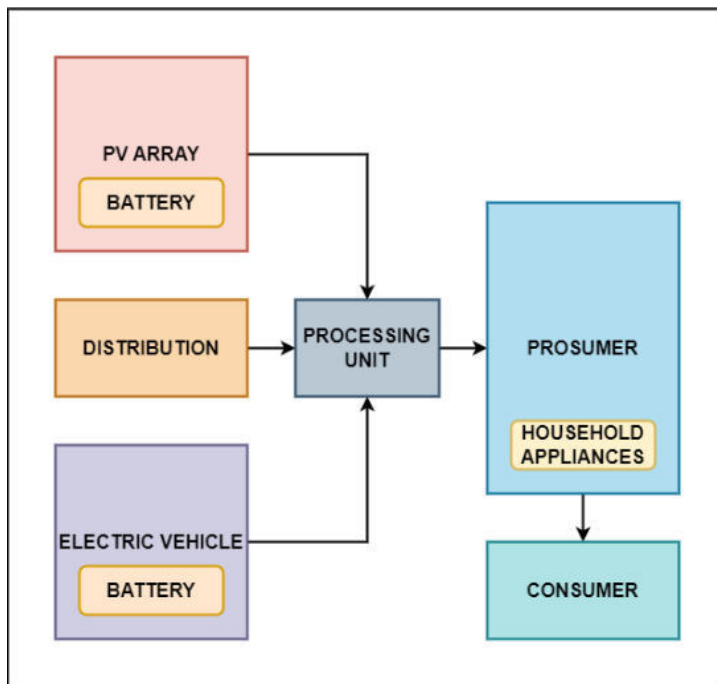 PV ARRAY
BATTERY
DISTRIBUTION
PROCESSING
UNIT
PROSUMER
HOUSEHOLD
APPLIANCES
ELECTRIC VEHICLE
BATTERY
CONSUMER